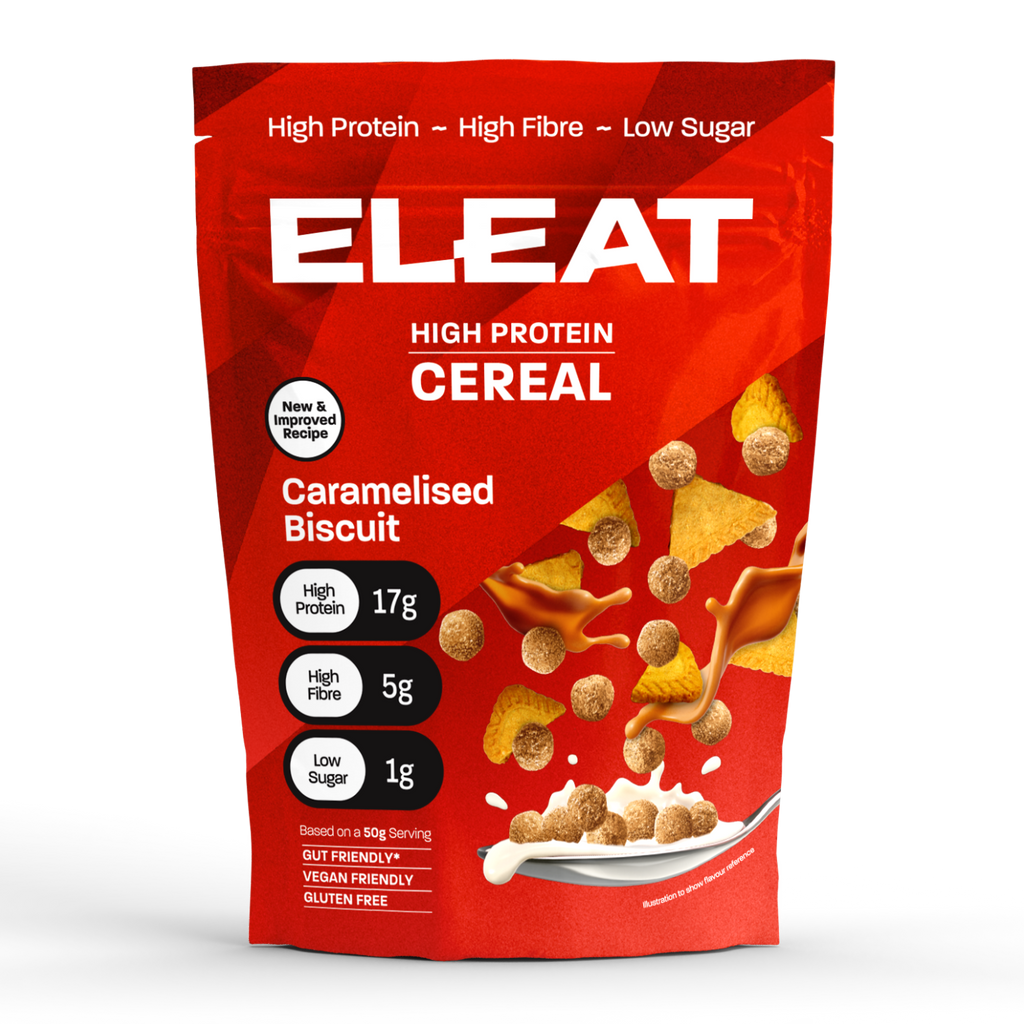 High Protein ~ High Fibre ~ Low Sugar
ELEAT
HIGH PROTEIN
CEREAL
New &
Improved
Recipe
Caramelised
Biscuit
High
Protein
17g
High
Fibre
5g
Low
Sugar
1g
Based on a 50g Serving
GUT FRIENDLY*
VEGAN FRIENDLY
GLUTEN FREE
Illustration to show flavour reference